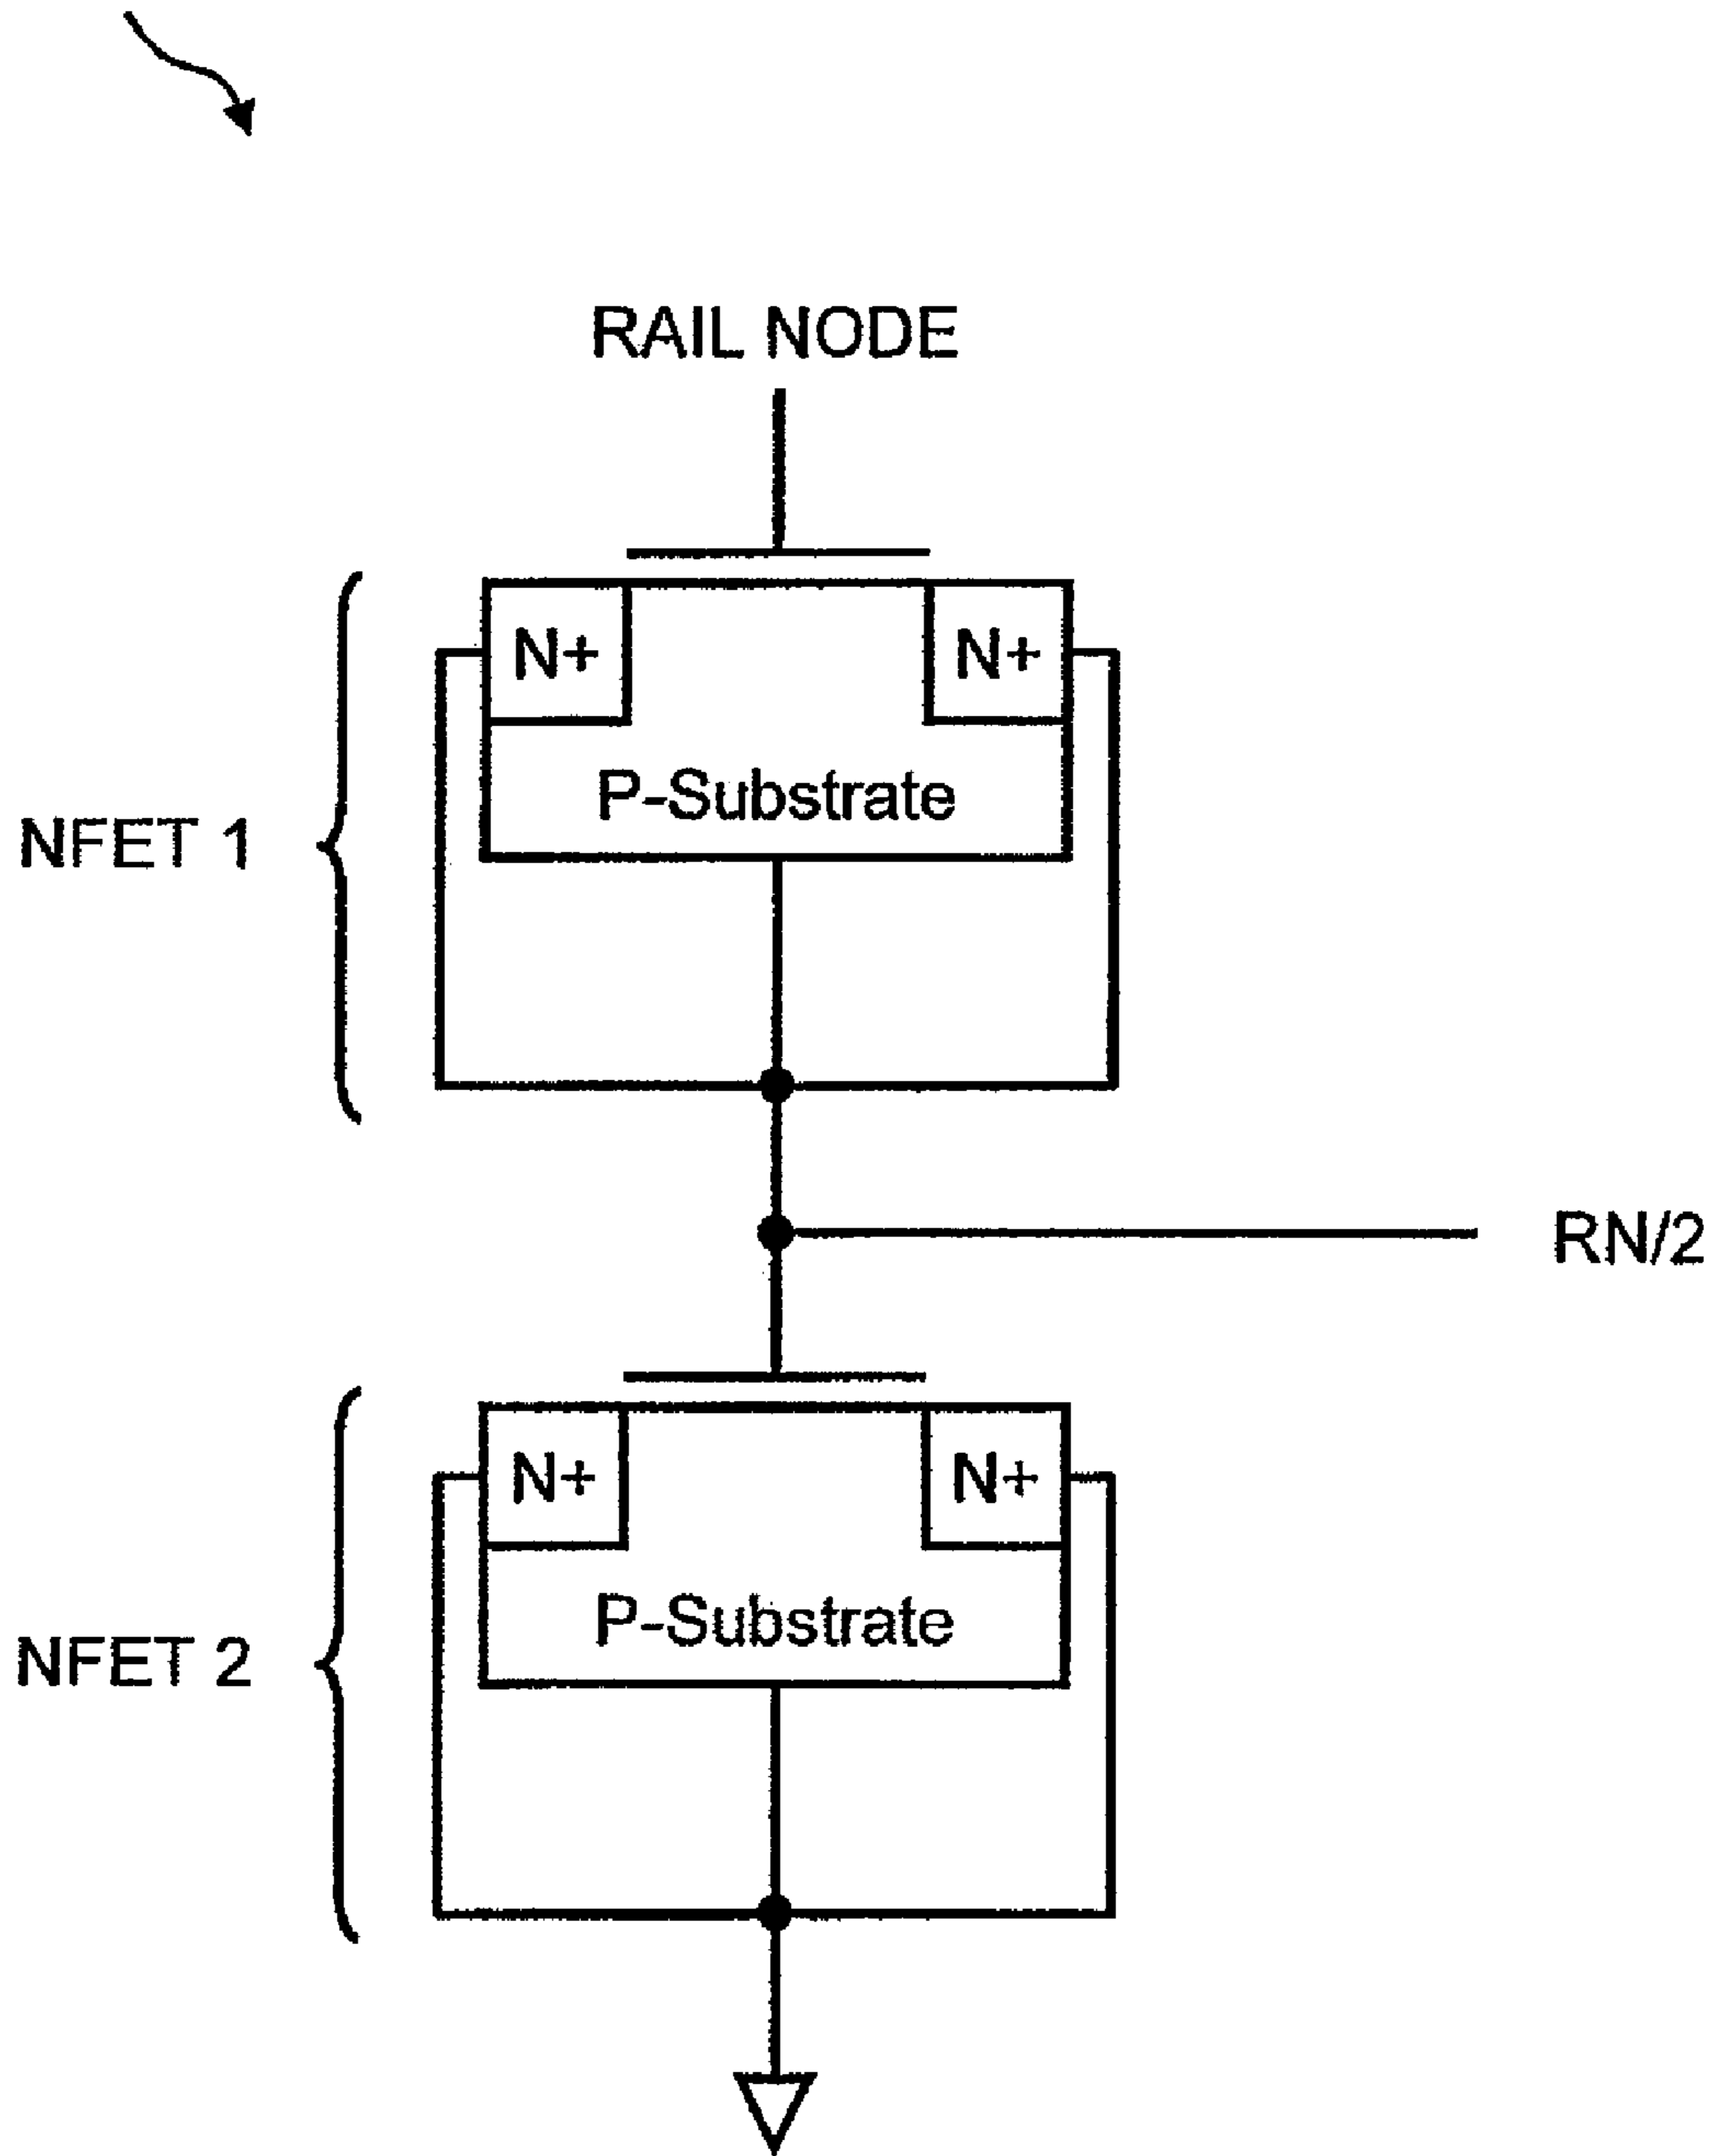 RAIL NODE
N+ N+
P-Substrate
NFET 1
RN/2
N+ N+
P-Substrate
NFET 2